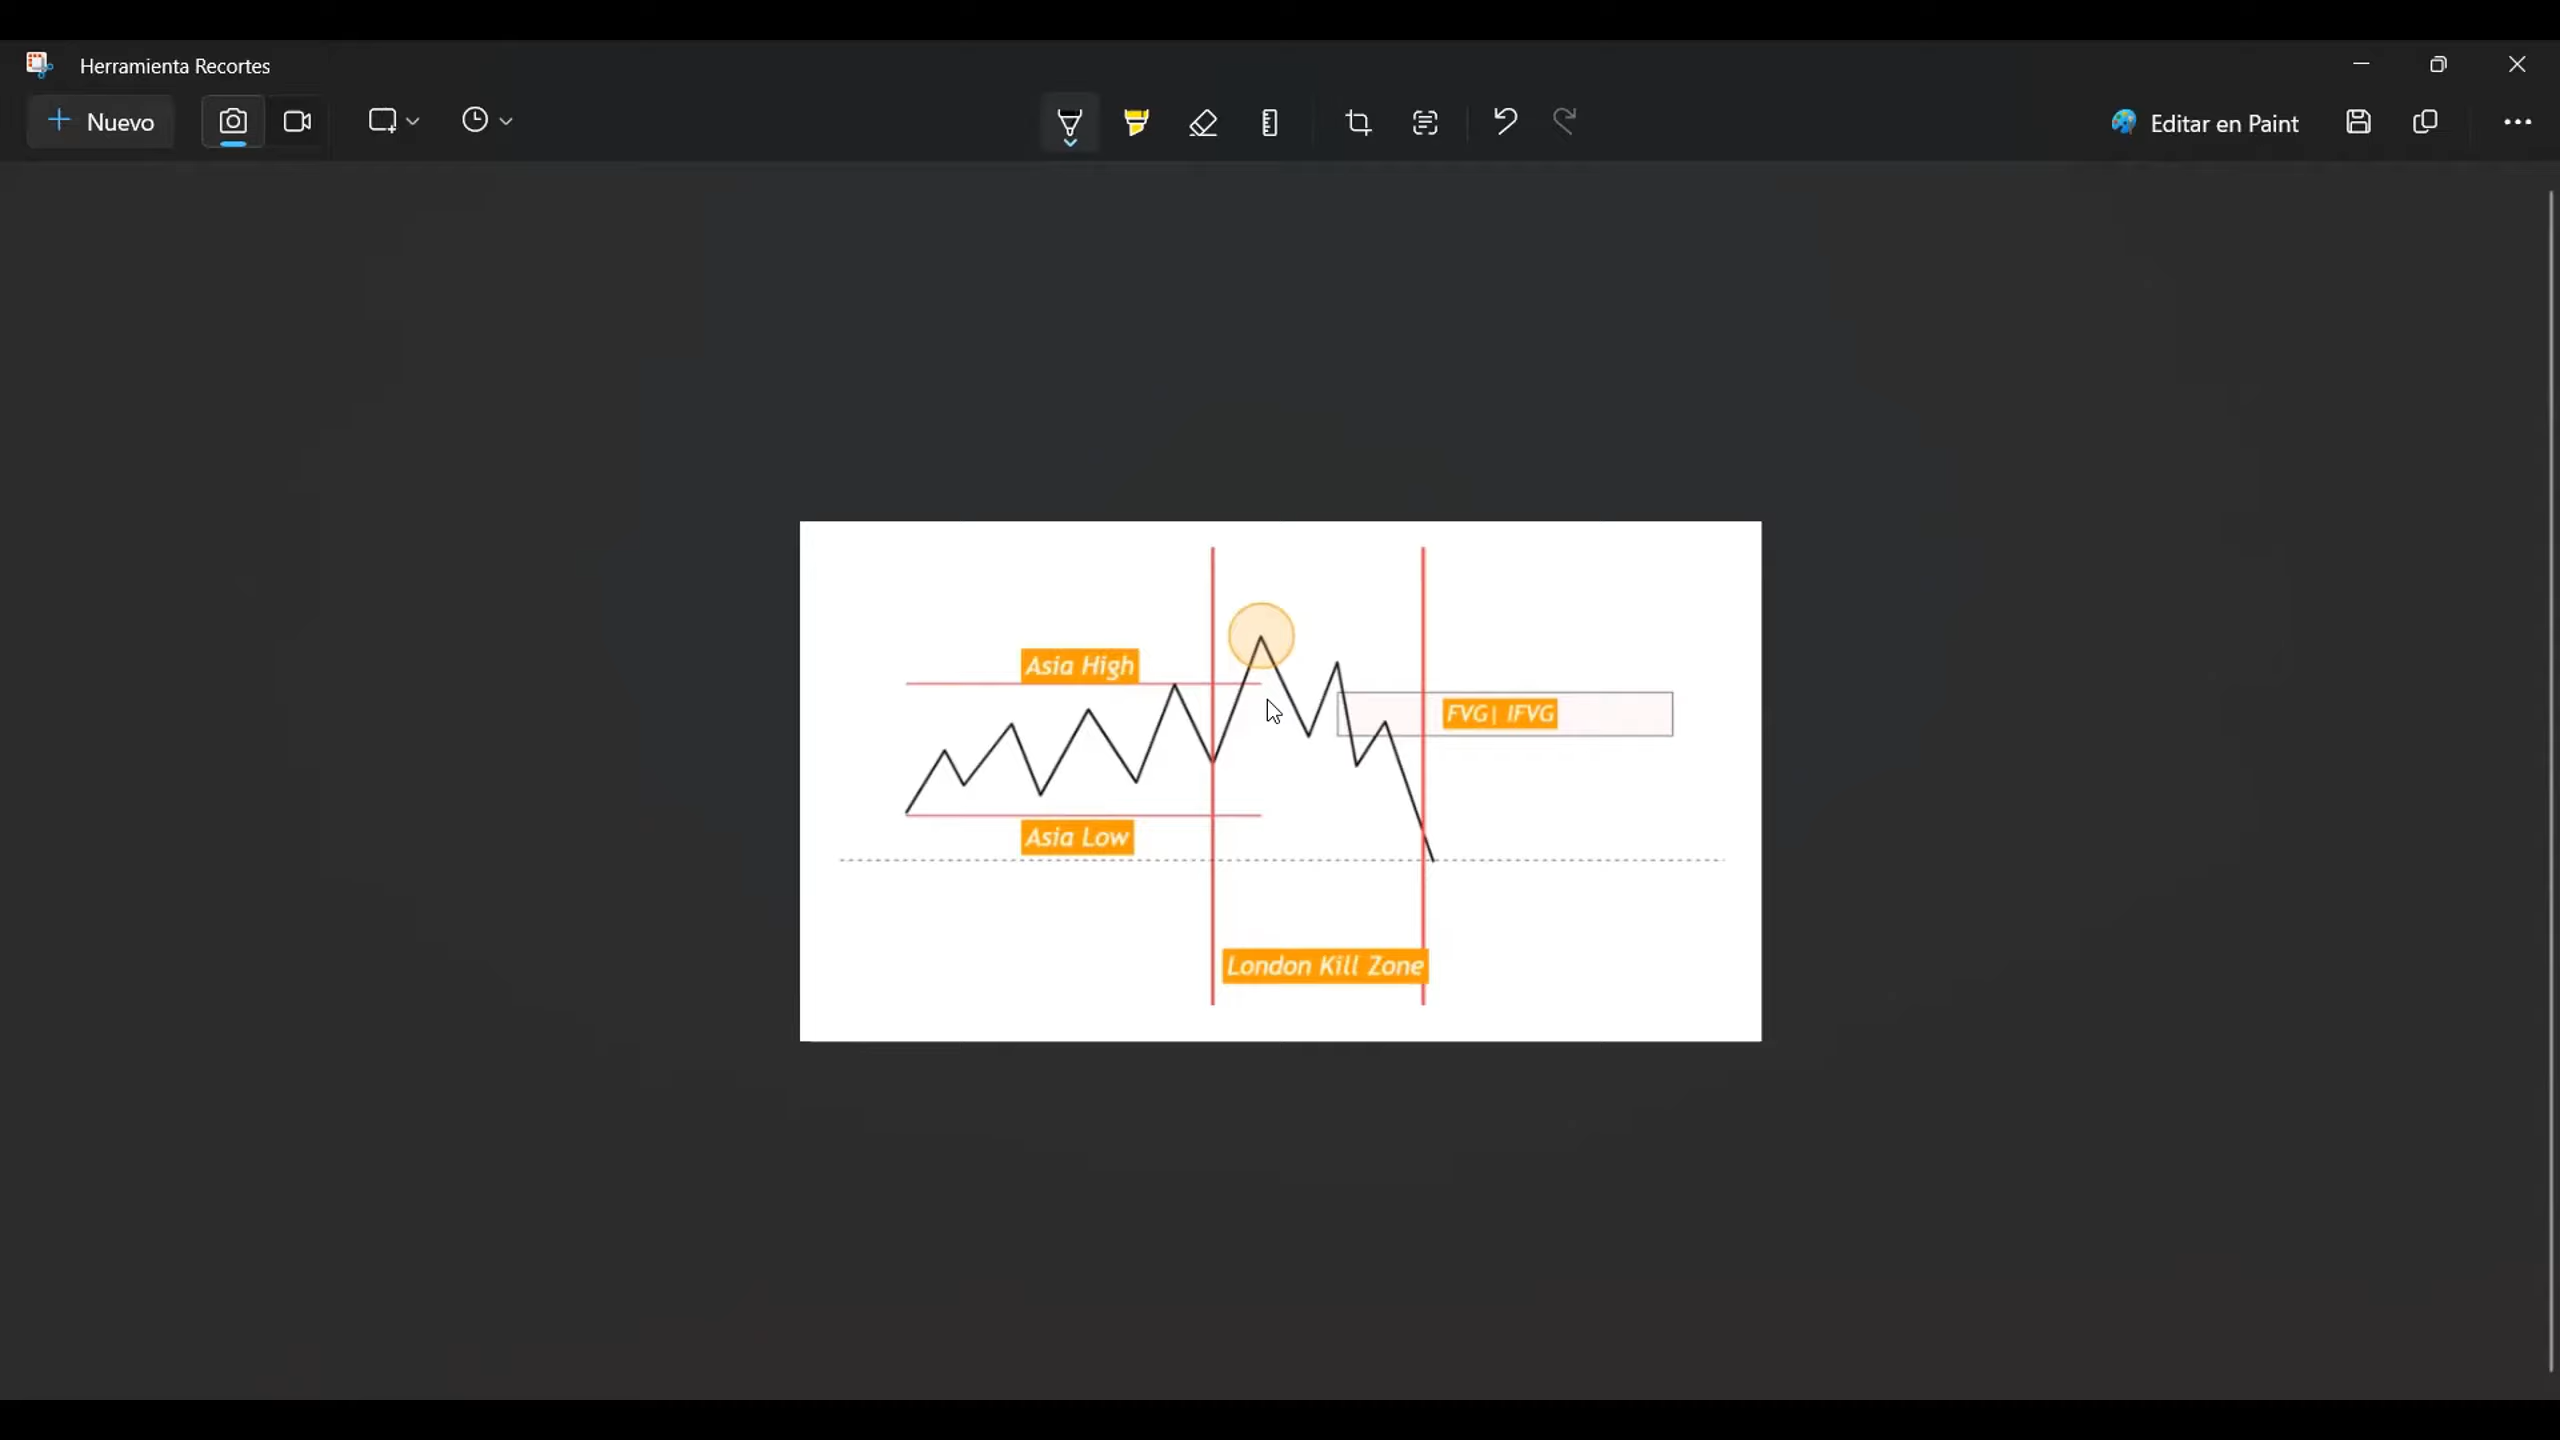 Herramienta Recortes
Nuevo
Editar en Paint
Asia High
FVG| IFVG
Asia Low
London Kill Zone